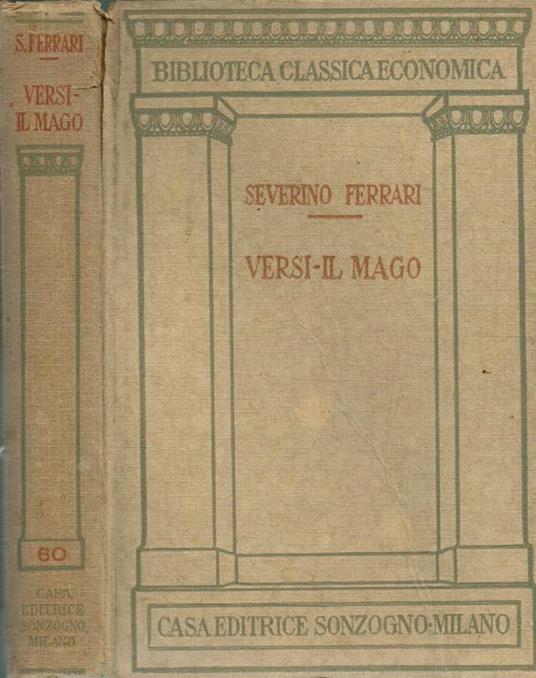 S. FERRARI
VERSI-
IL MAGO
60
CASA
EDITRICE
SONZOGNO
MILANO
BIBLIOTECA CLASSICA ECONOMICA
SEVERINO FERRARI
VERSI-IL MAGO
CASA EDITRICE SONZOGNO-MILANO